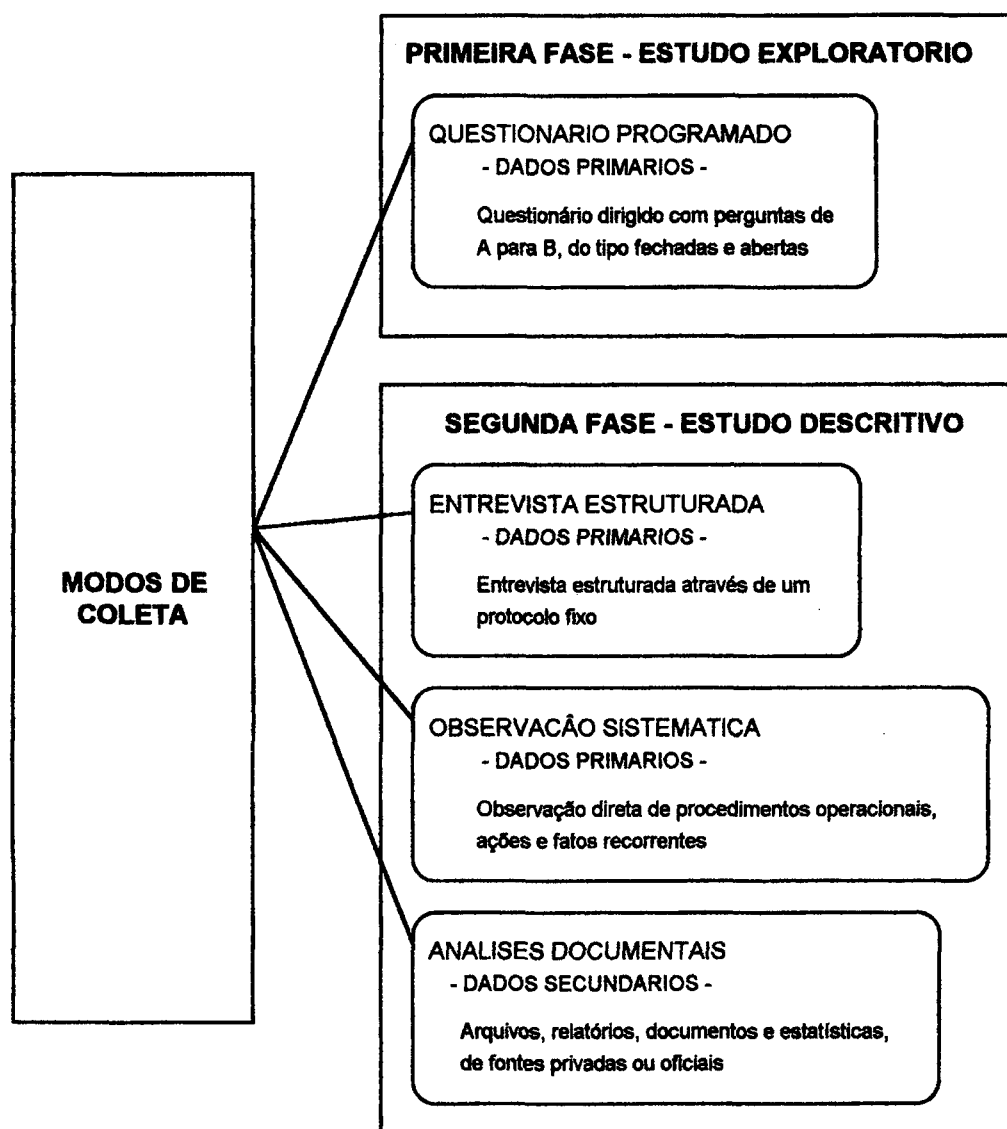 PRIMEIRA FASE - ESTUDO EXPLORATORIO
QUESTIONARIO PROGRAMADO
- DADOS PRIMARIOS -
Questionário dirigido com perguntas de
A para B, do tipo fechadas e abertas
MODOS DE
COLETA
SEGUNDA FASE - ESTUDO DESCRITIVO
ENTREVISTA ESTRUTURADA
- DADOS PRIMARIOS -
Entrevista estruturada através de um
protocolo fixo
OBSERVACÂO SISTEMATICA
- DADOS PRIMARIOS -
Observação direta de procedimentos operacionais,
ações e fatos recorrentes
ANALISES DOCUMENTAIS
- DADOS SECUNDARIOS -
Arquivos, relatórios, documentos e estatísticas,
de fontes privadas ou oficiais